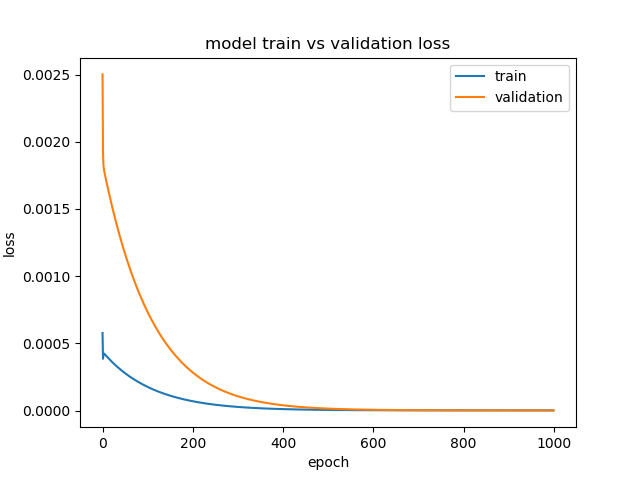 model train vs validation loss
train
validation
0.0025
0.0020
0.0015
0.0010
0.0005
0.0000
loss
0 200 400 600 800 1000
epoch